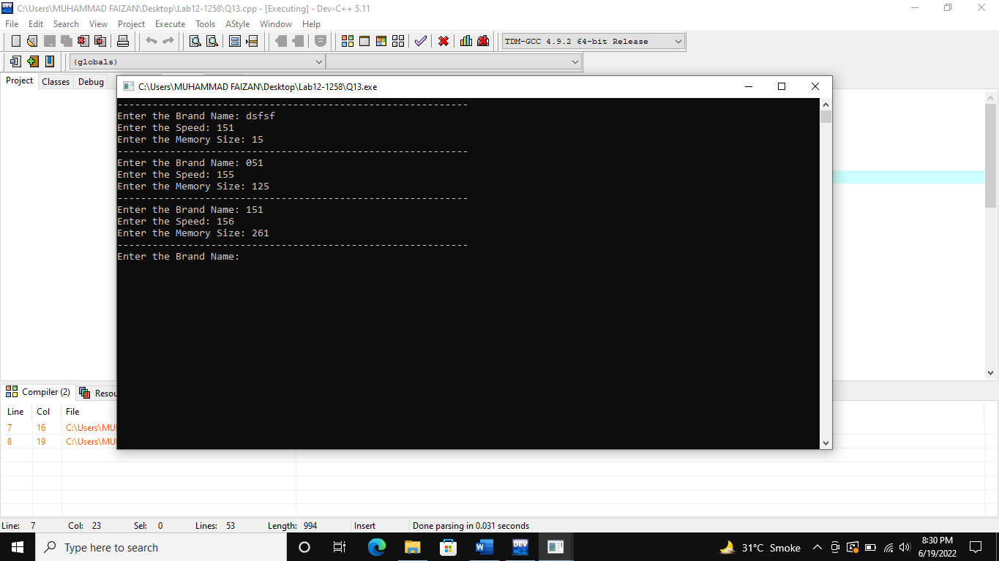 C:\Users\MUHAMMAD FAIZAN\Desktop\Lab12-1258\Q13.cpp - [Executing] - Dev-C++ 5.11
File Edit Search View Project Execute Tools AStyle Window Help
TDM-GCC 4.9.2 64-bit Release
(globals)
Project Classes Debug
C:\Users\MUHAMMAD FAIZAN\Desktop\Lab12-1258\Q13.exe
------------------------------------------------------------
Enter the Brand Name: dsfsf
Enter the Speed: 151
Enter the Memory Size: 15
------------------------------------------------------------
Enter the Brand Name: 051
Enter the Speed: 155
Enter the Memory Size: 125
------------------------------------------------------------
Enter the Brand Name: 151
Enter the Speed: 156
Enter the Memory Size: 261
------------------------------------------------------------
Enter the Brand Name:
Compiler (2) Resou
Line Col File
7 16 C:\Users\MU
8 19 C:\Users\MU
Line: 7 Col: 23 Sel: 0 Lines: 53 Length: 994 Insert Done parsing in 0.031 seconds
Type here to search
DEV
31°C Smoke
8:30 PM
6/19/2022